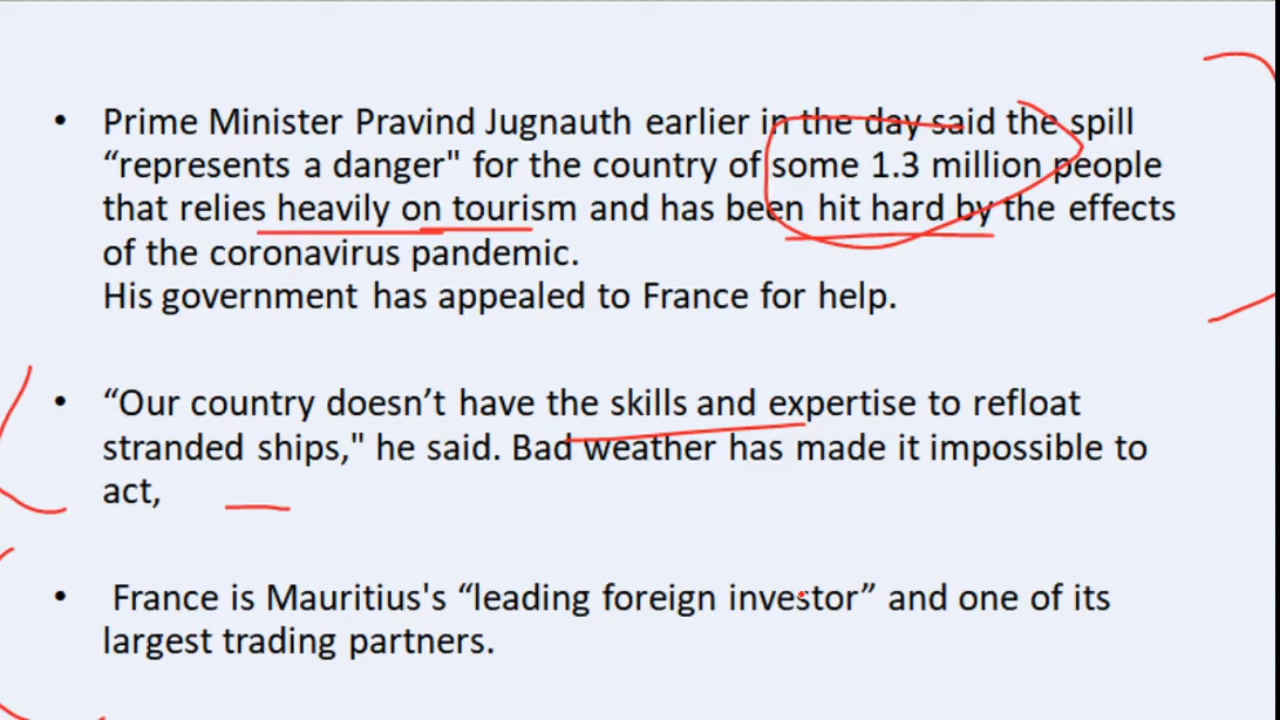 • Prime Minister Pravind Jugnauth earlier in the day said the spill
“represents a danger" for the country of some 1.3 million people
that relies heavily on tourism and has been hit hard by the effects
of the coronavirus pandemic.
His government has appealed to France for help.
• “Our country doesn’t have the skills and expertise to refloat
stranded ships," he said. Bad weather has made it impossible to
act,
• France is Mauritius's “leading foreign investor” and one of its
largest trading partners.